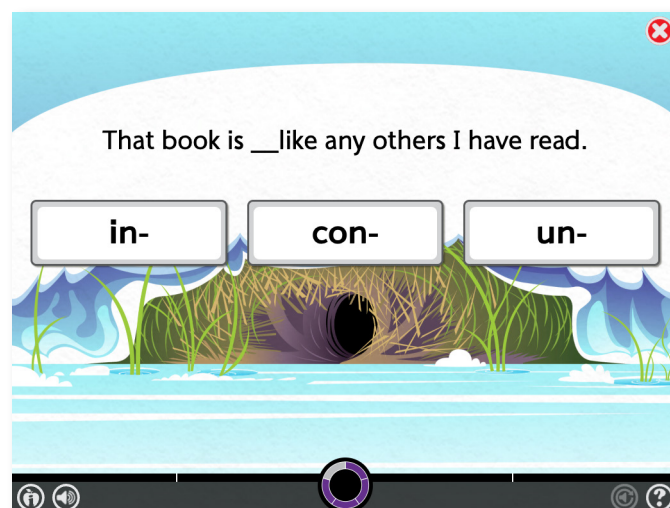 That book is __like any others I have read.
in-
con-
un-
?